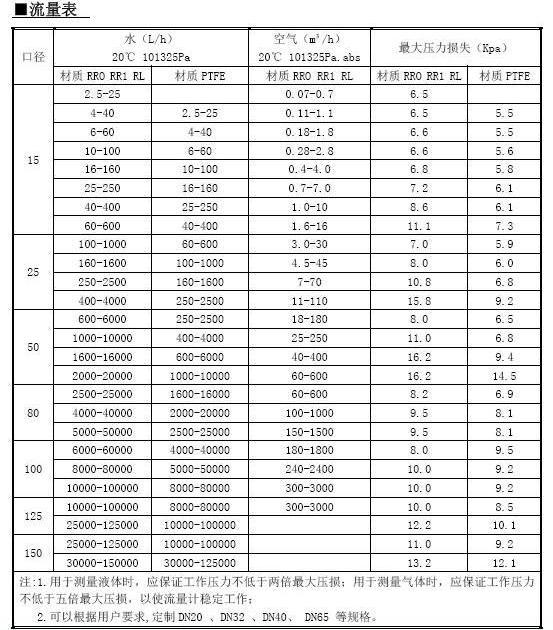 ■流量表
口径 水（L/h） 20℃ 101325Pa 空气（m³/h） 20℃ 101325Pa.abs 最大压力损失（Kpa）
材质 RR0 RR1 RL 材质 PTFE 材质 RR0 RR1 RL 材质 RR0 RR1 RL 材质 PTFE
15
2.5-25 0.07-0.7 6.5
4-40 2.5-25 0.11-1.1 6.5 5.5
6-60 4-40 0.18-1.8 6.6 5.5
10-100 6-60 0.28-2.8 6.6 5.6
16-160 10-100 0.4-4.0 6.8 5.8
25-250 16-160 0.7-7.0 7.2 6.1
40-400 25-250 1.0-10 8.6 6.1
60-600 40-400 1.6-16 11.1 7.3
25
100-1000 60-600 3.0-30 7.0 5.9
160-1600 100-1000 4.5-45 8.0 6.0
250-2500 160-1600 7-70 10.8 6.8
400-4000 250-2500 11-110 15.8 9.2
50
600-6000 250-2500 18-180 8.0 6.5
1000-10000 400-4000 25-250 11.0 6.8
1600-16000 600-6000 40-400 16.2 9.4
2000-20000 1000-10000 60-600 16.2 14.5
80
2500-25000 1600-16000 60-600 8.2 6.9
4000-40000 2000-20000 100-1000 9.5 8.1
5000-50000 2500-25000 150-1500 9.5 8.1
100
6000-60000 4000-40000 180-1800 8.0 9.5
8000-80000 5000-50000 240-2400 10.0 9.2
10000-100000 8000-80000 300-3000 10.0 9.2
125
10000-100000 8000-80000 300-3000 10.0 8.5
25000-125000 10000-100000 12.2 10.1
150
25000-125000 10000-100000 11.0 9.2
30000-150000 30000-125000 13.2 12.1
注:1.用于测量液体时，应保证工作压力不低于两倍最大压损；用于测量气体时，应保证工作压力
不低于五倍最大压损，以使流量计稳定工作；
2.可以根据用户要求,定制DN20 、DN32 、DN40、 DN65 等规格。